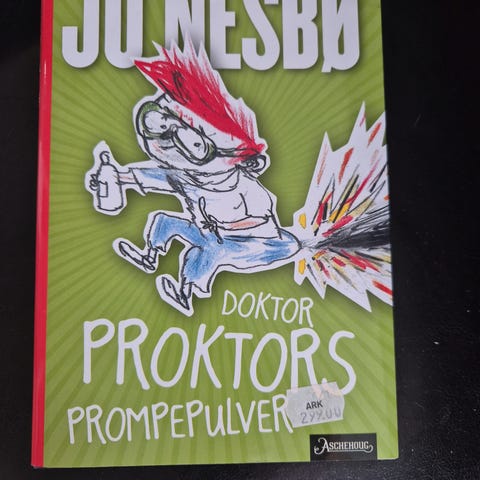 JO NESBØ
DOKTOR
PROKTORS
PROMPEPULVER
ARK
ASCHEHOUG